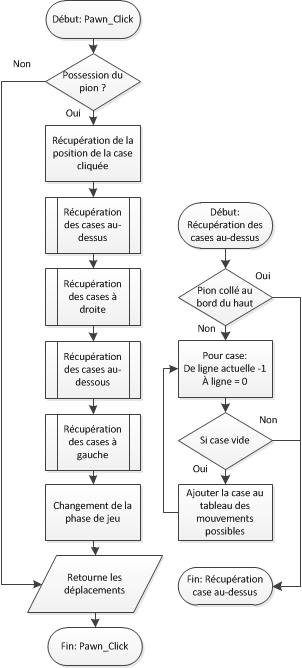 Début: Pawn_Click
Non
Possession du
pion ?
Oui
Récupération de la
position de la case
cliquée
Récupération
des cases au-
dessus
Récupération
des cases à
droite
Récupération
des cases au-
dessous
Récupération
des cases à
gauche
Changement de la
phase de jeu
Retourne les
déplacements
Fin: Pawn_Click
Début:
Récupération des
cases au-dessus
Oui
Pion collé au
bord du haut
Non
Pour case:
De ligne actuelle -1
À ligne = 0
Non
Si case vide
Oui
Ajouter la case au
tableau des
mouvements
possibles
Fin: Récupération
case au-dessus